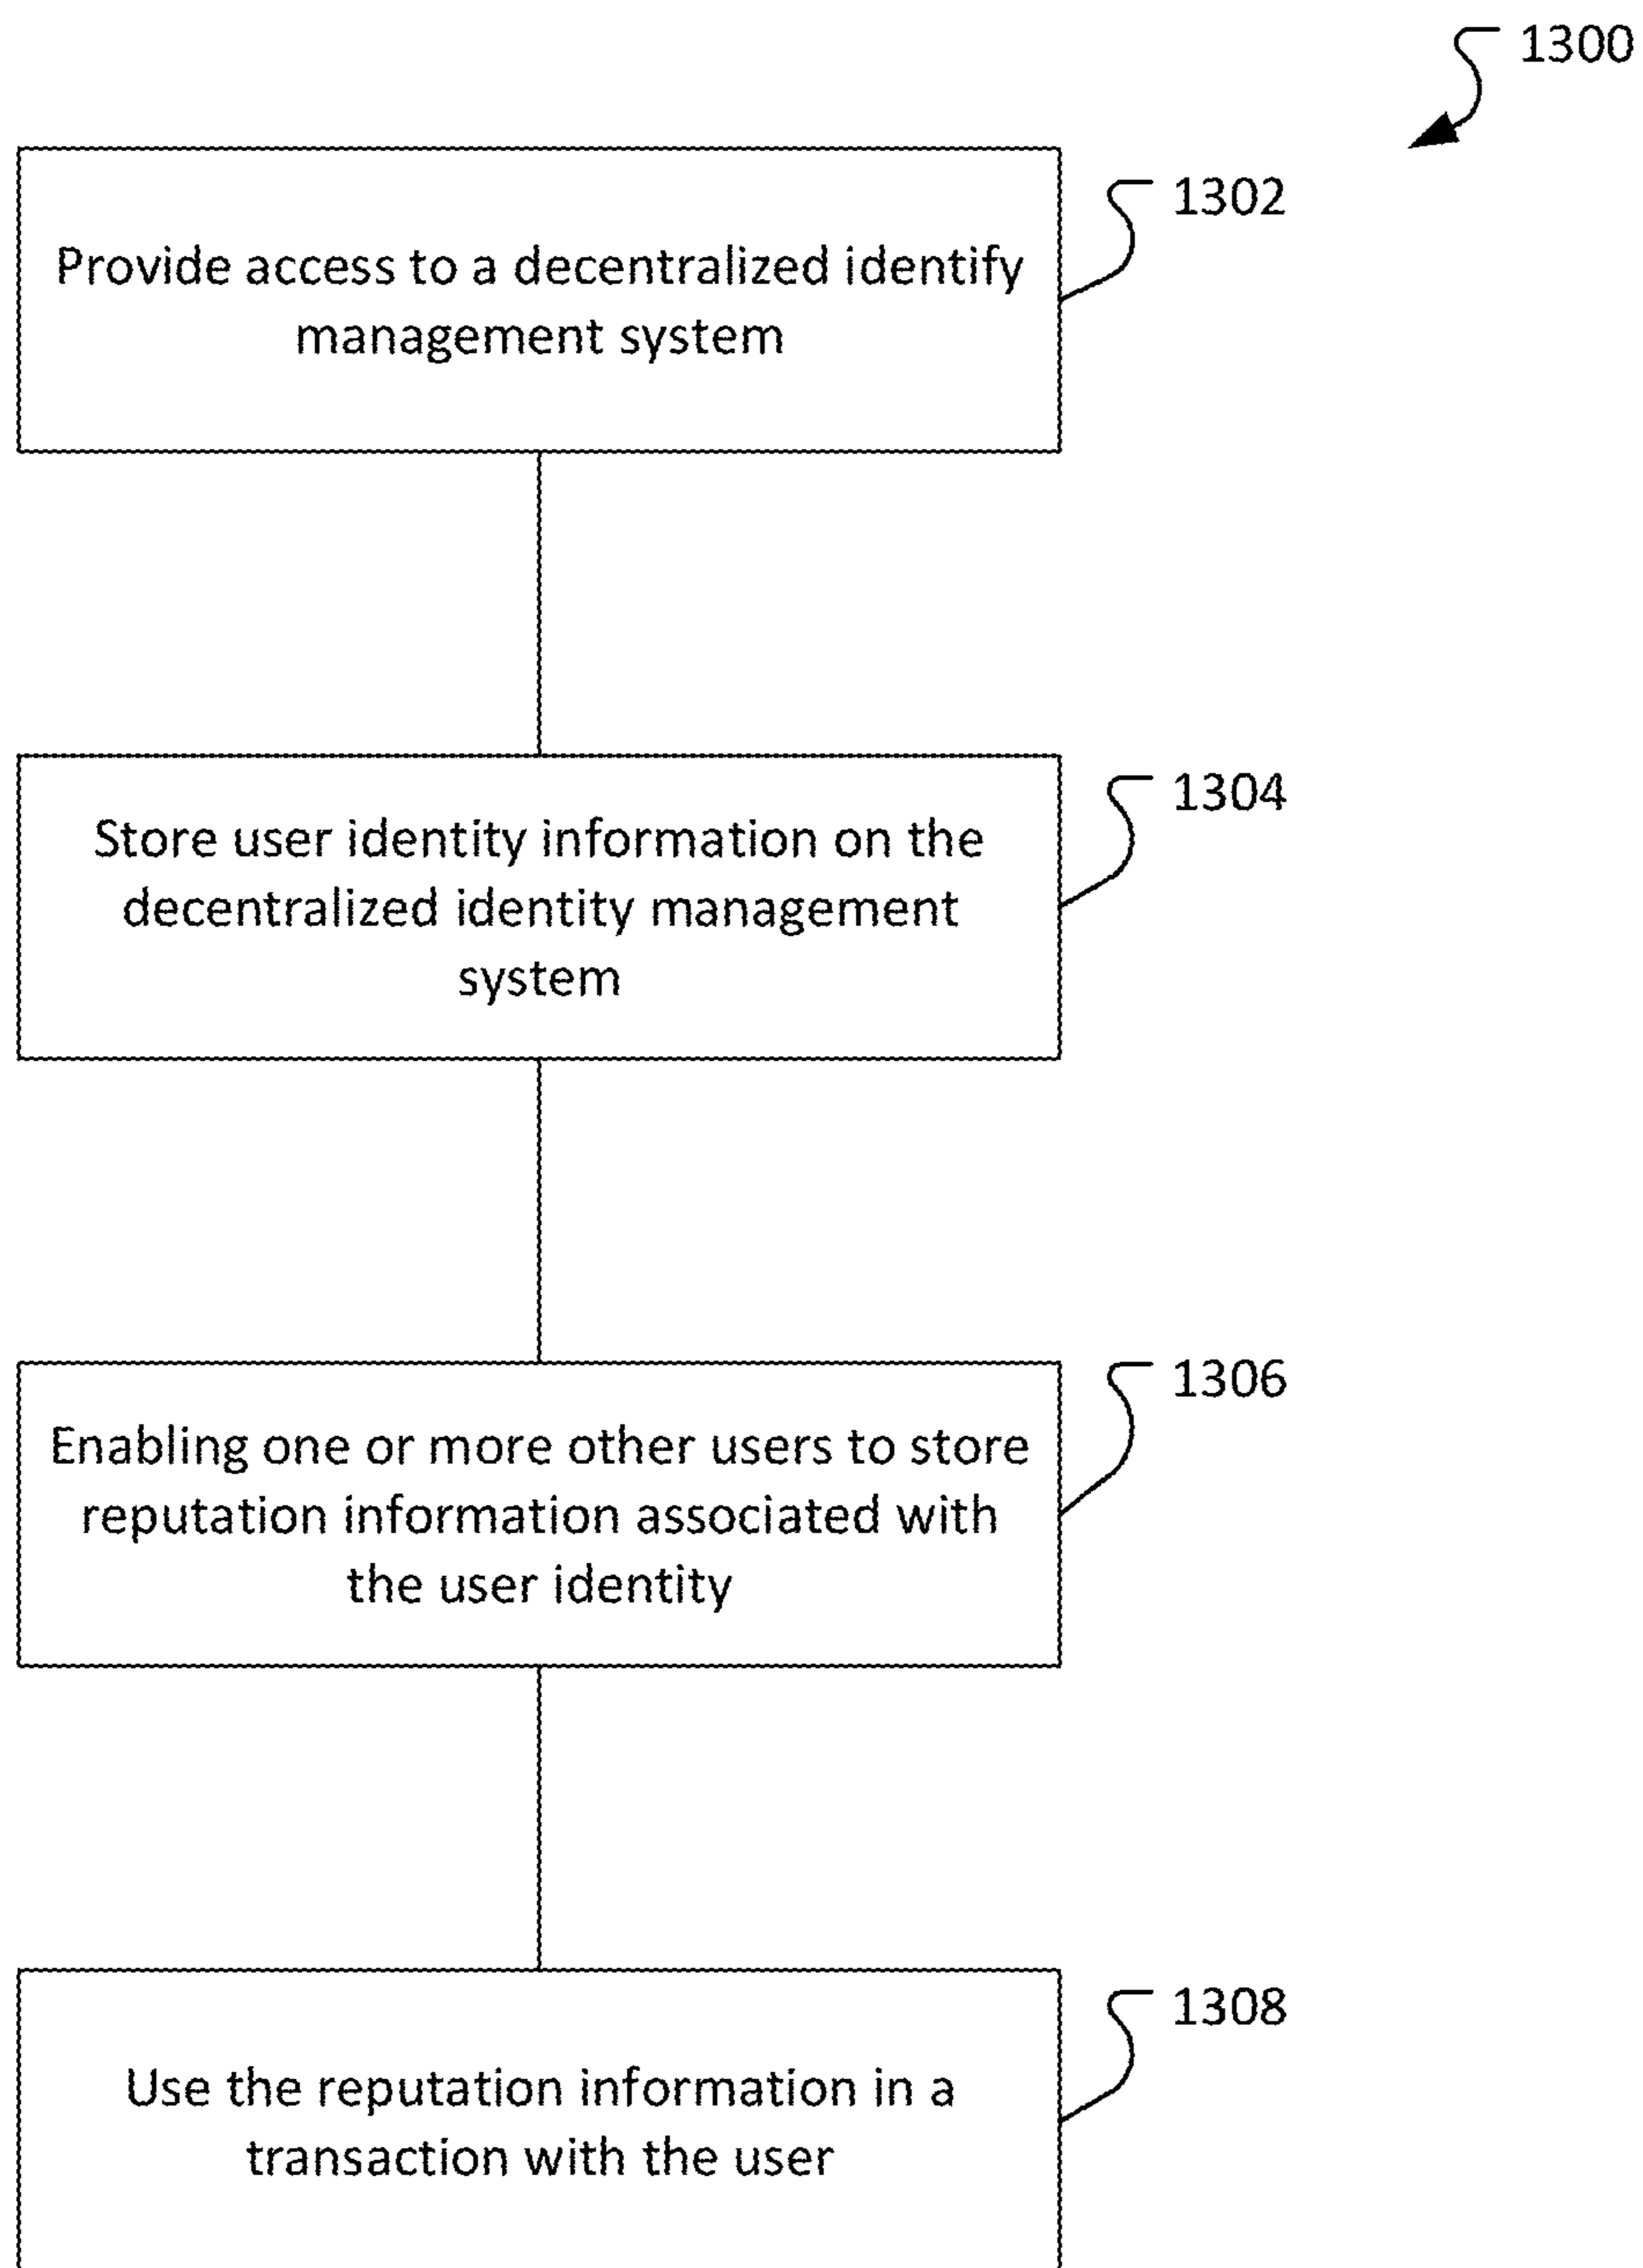 1300
1302
Provide access to a decentralized identify
management system
1304
Store user identity information on the
decentralized identity management
system
1306
Enabling one or more other users to store
reputation information associated with
the user identity
1308
Use the reputation information in a
transaction with the user